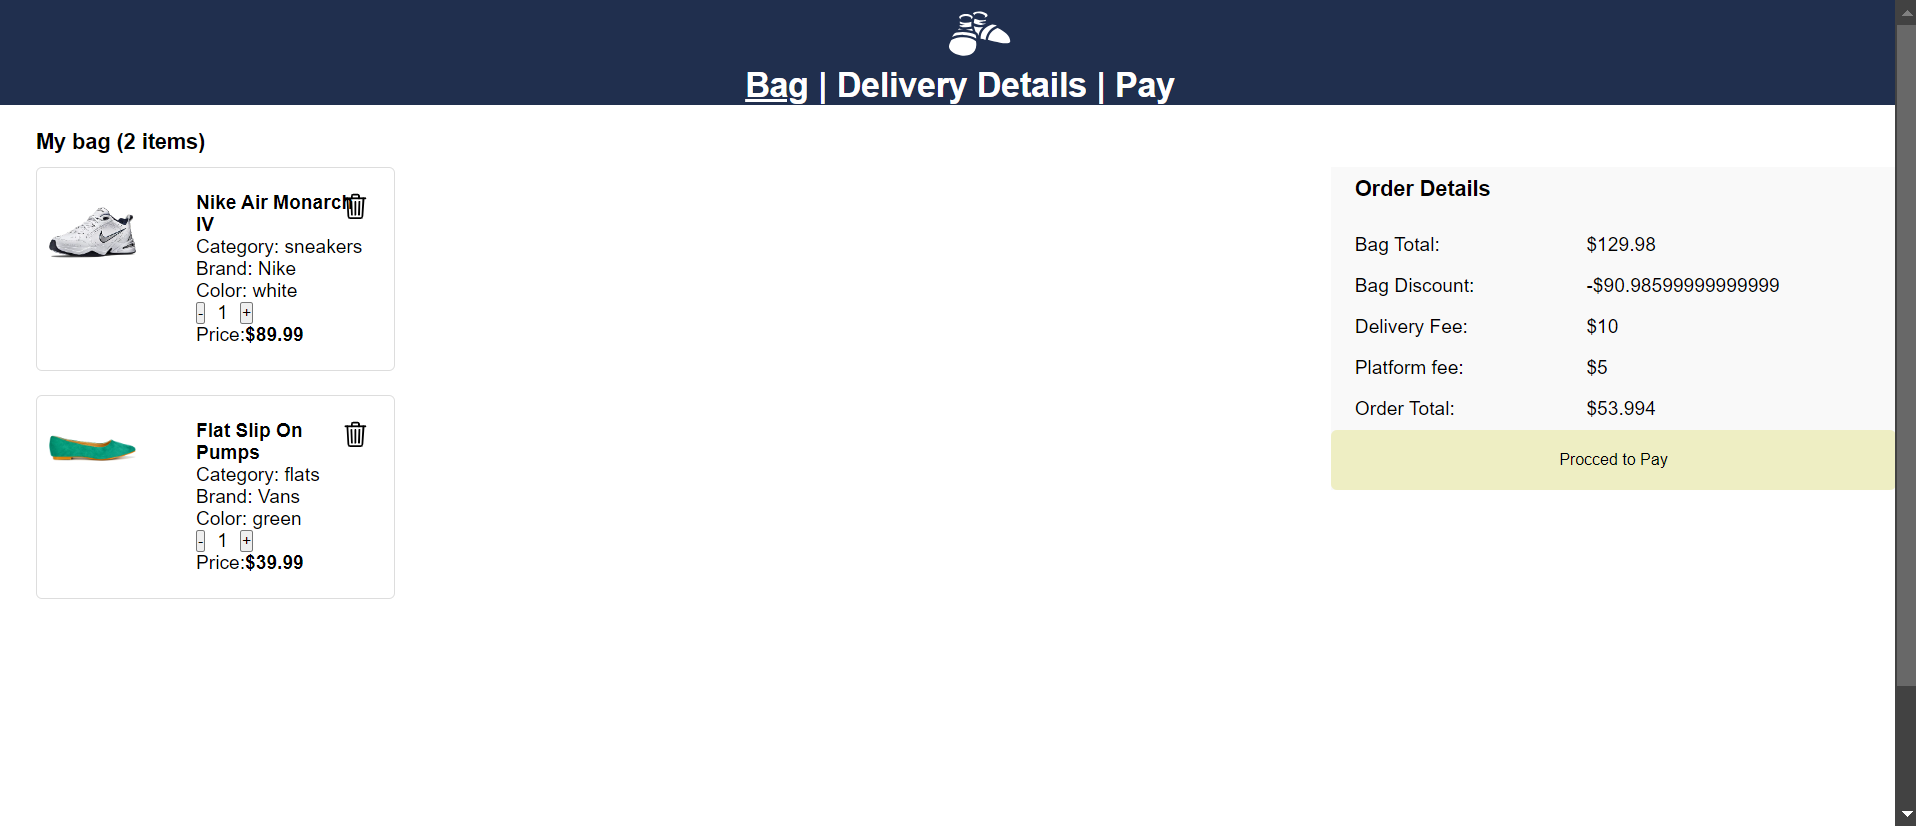 Bag | Delivery Details | Pay
My bag (2 items)
Nike Air Monarch
IV
Category: sneakers
Brand: Nike
Color: white
- 1 +
Price:$89.99
Flat Slip On
Pumps
Category: flats
Brand: Vans
Color: green
- 1 +
Price:$39.99
Order Details
Bag Total: $129.98
Bag Discount: -$90.98599999999999
Delivery Fee: $10
Platform fee: $5
Order Total: $53.994
Procced to Pay